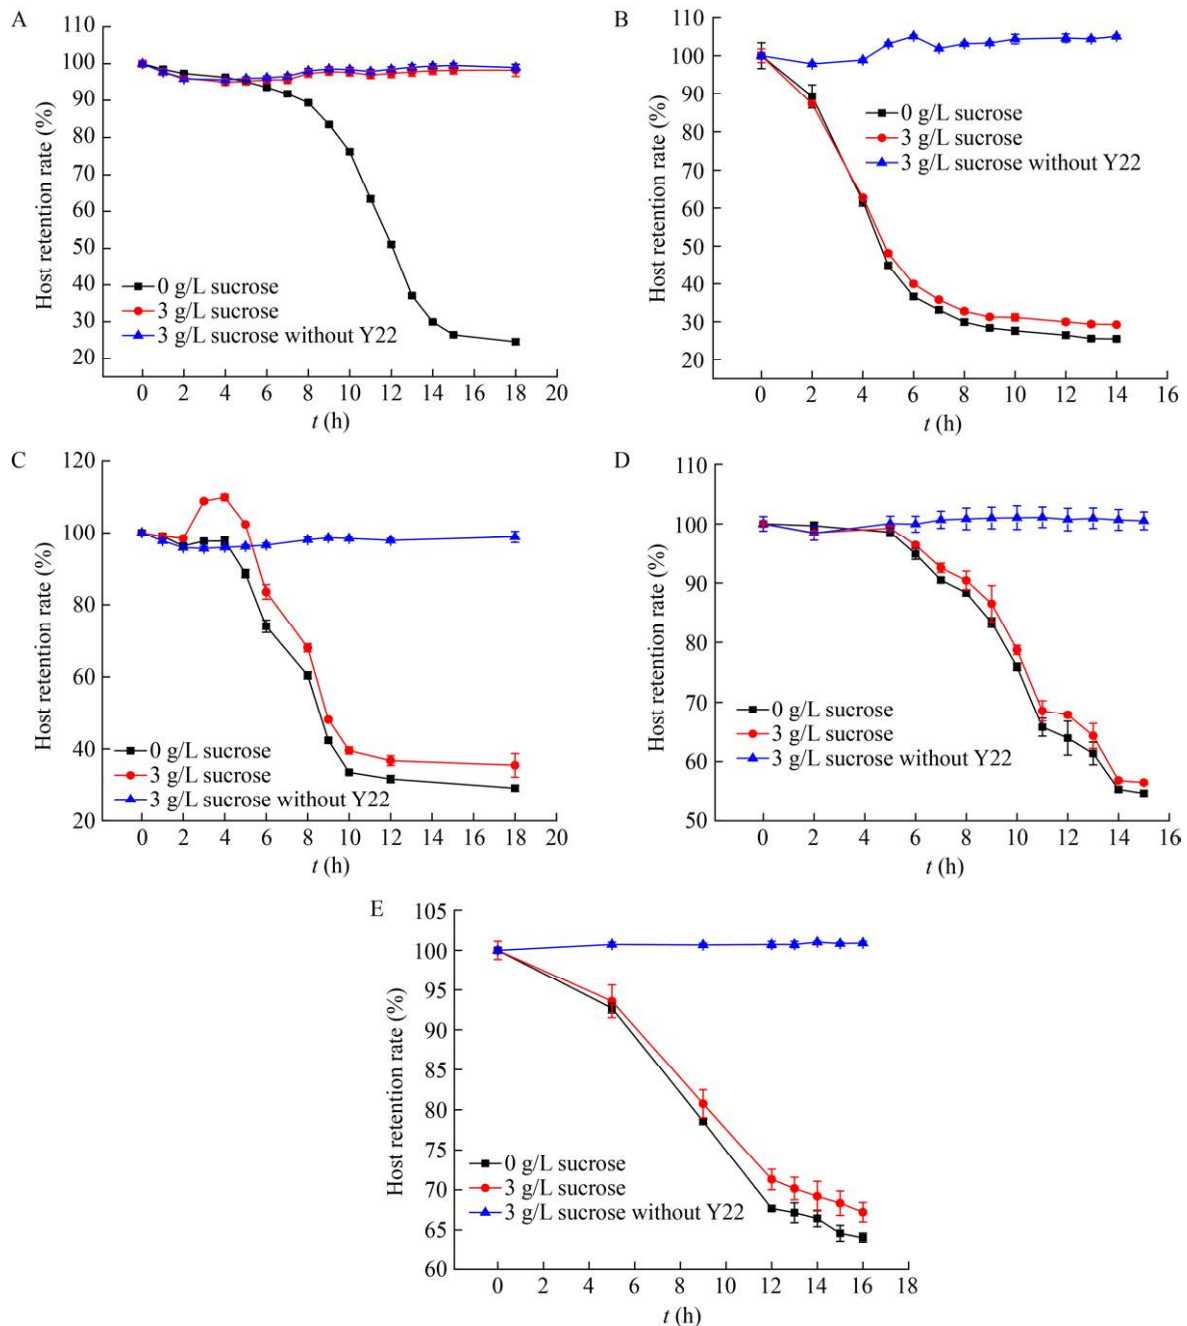 A
Host retention rate (%)
110
100
90
80
70
60
50
40
30
20
0 g/L sucrose
3 g/L sucrose
3 g/L sucrose without Y22
0 2 4 6 8 10 12 14 16 18 20
t (h)
B
Host retention rate (%)
110
100
90
80
70
60
50
40
30
20
0 g/L sucrose
3 g/L sucrose
3 g/L sucrose without Y22
0 2 4 6 8 10 12 14 16
t (h)
C
Host retention rate (%)
120
100
80
60
40
20
0 g/L sucrose
3 g/L sucrose
3 g/L sucrose without Y22
0 2 4 6 8 10 12 14 16 18 20
t (h)
D
Host retention rate (%)
110
100
90
80
70
60
50
0 g/L sucrose
3 g/L sucrose
3 g/L sucrose without Y22
0 2 4 6 8 10 12 14 16
t (h)
E
Host retention rate (%)
105
100
95
90
85
80
75
70
65
60
0 g/L sucrose
3 g/L sucrose
3 g/L sucrose without Y22
0 2 4 6 8 10 12 14 16 18
t (h)